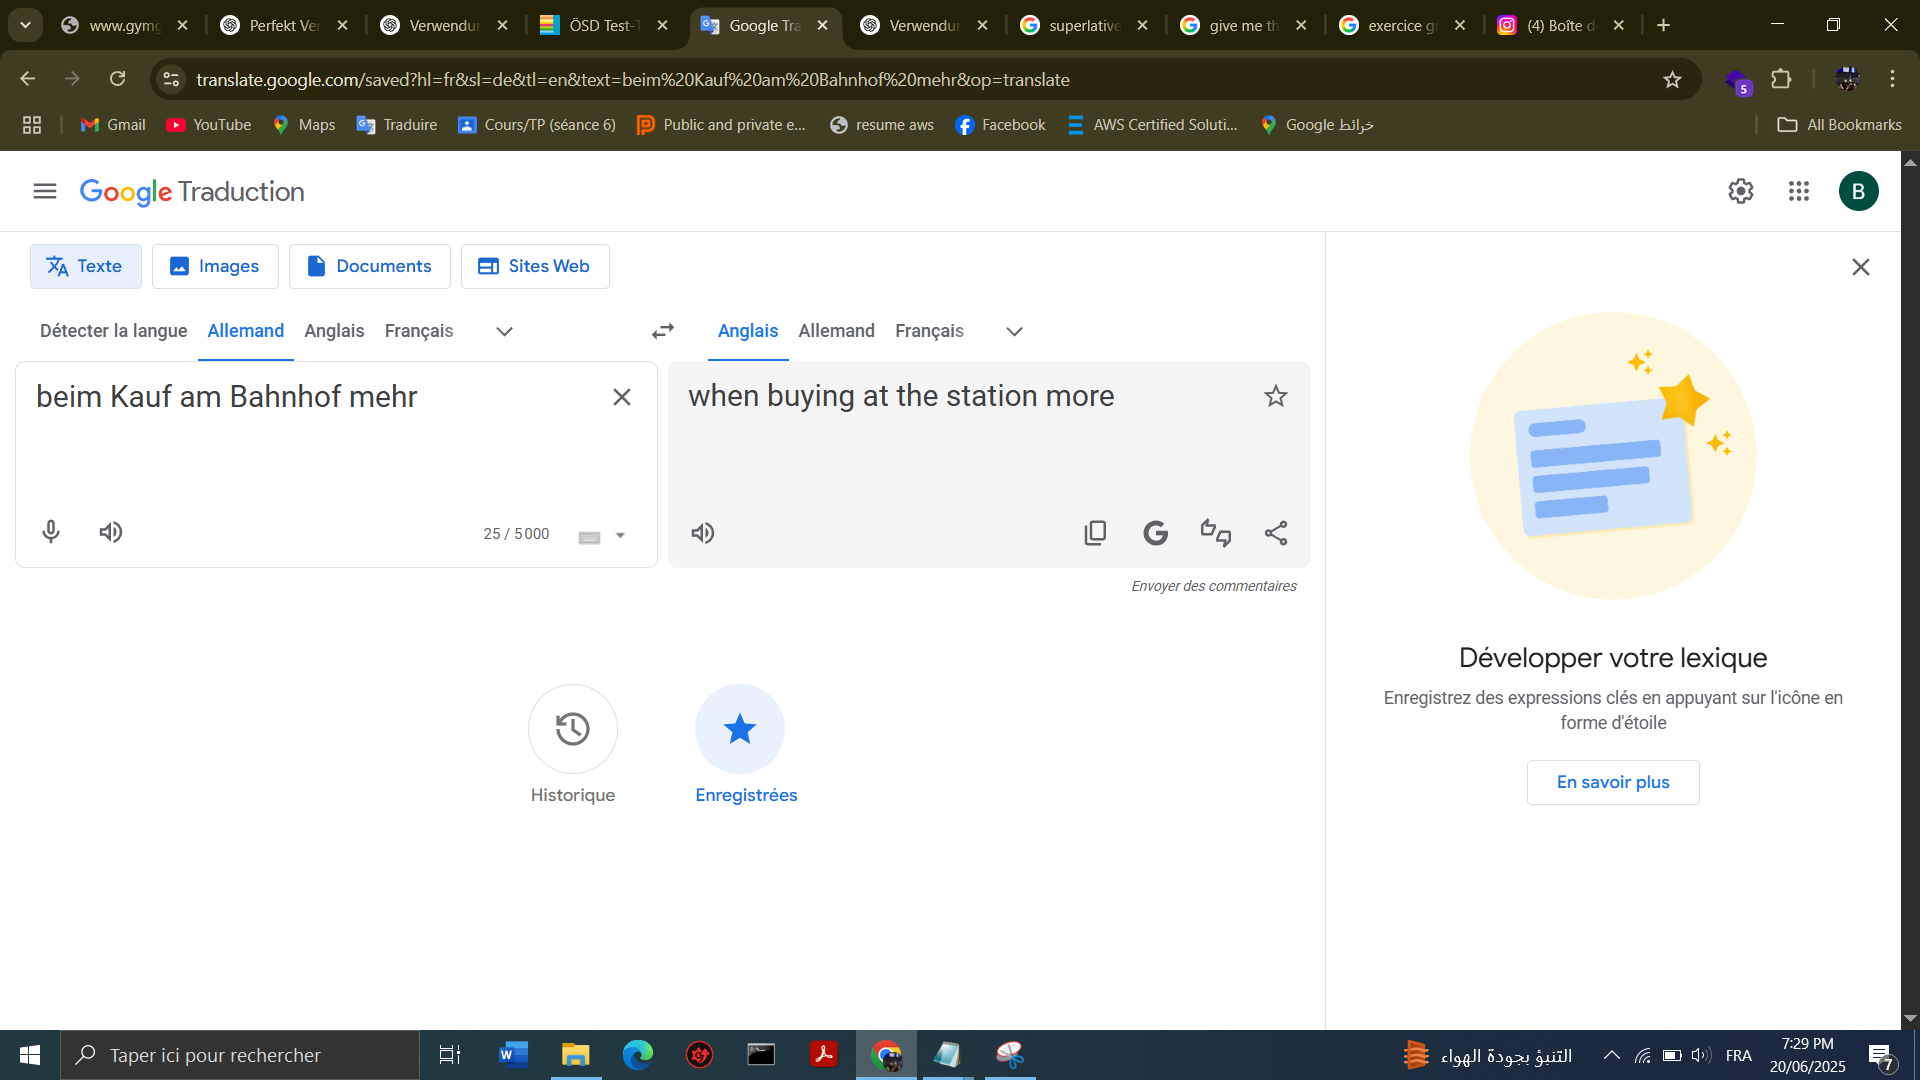 www.gymg
Perfekt Ver
Verwendur
ÖSD Test-T
Google Tra
Verwendur
superlative
give me th
exercice gr
(4) Boîte de
translate.google.com/saved?hl=fr&sl=de&tl=en&text=beim%20Kauf%20am%20Bahnhof%20mehr&op=translate
5
Gmail
YouTube
Maps
Traduire
Cours/TP (séance 6)
Public and private e...
resume aws
Facebook
AWS Certified Soluti...
خرائط Google
All Bookmarks
Google Traduction
B
Texte
Images
Documents
Sites Web
Détecter la langue
Allemand
Anglais
Français
Anglais
Allemand
Français
beim Kauf am Bahnhof mehr
when buying at the station more
25 / 5 000
Envoyer des commentaires
Historique
Enregistrées
Développer votre lexique
Enregistrez des expressions clés en appuyant sur l'icône en
forme d'étoile
En savoir plus
Taper ici pour rechercher
التنبؤ بجودة الهواء
FRA
7:29 PM
20/06/2025
7